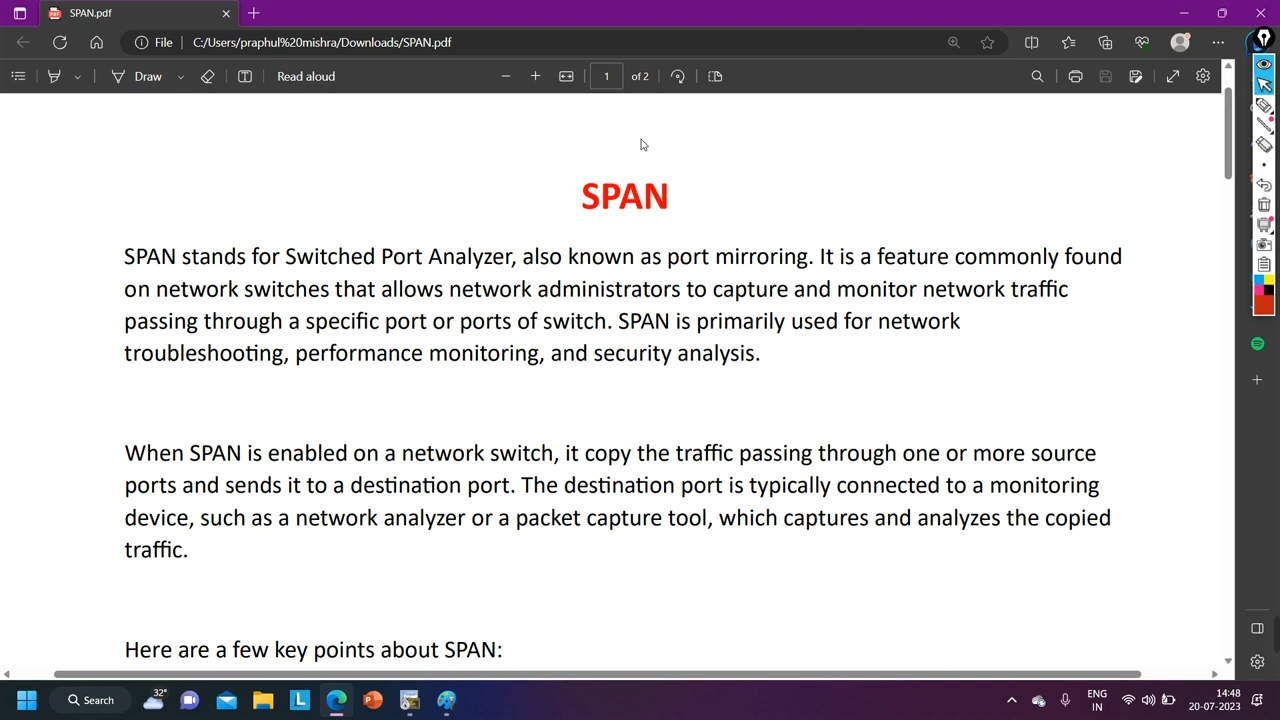 SPAN.pdf
File C:/Users/praphul%20mishra/Downloads/SPAN.pdf
Draw Read aloud 1 of 2
SPAN
SPAN stands for Switched Port Analyzer, also known as port mirroring. It is a feature commonly found
on network switches that allows network administrators to capture and monitor network traffic
passing through a specific port or ports of switch. SPAN is primarily used for network
troubleshooting, performance monitoring, and security analysis.
When SPAN is enabled on a network switch, it copy the traffic passing through one or more source
ports and sends it to a destination port. The destination port is typically connected to a monitoring
device, such as a network analyzer or a packet capture tool, which captures and analyzes the copied
traffic.
Here are a few key points about SPAN:
Search 32° ENG 14:48
IN 20-07-2023